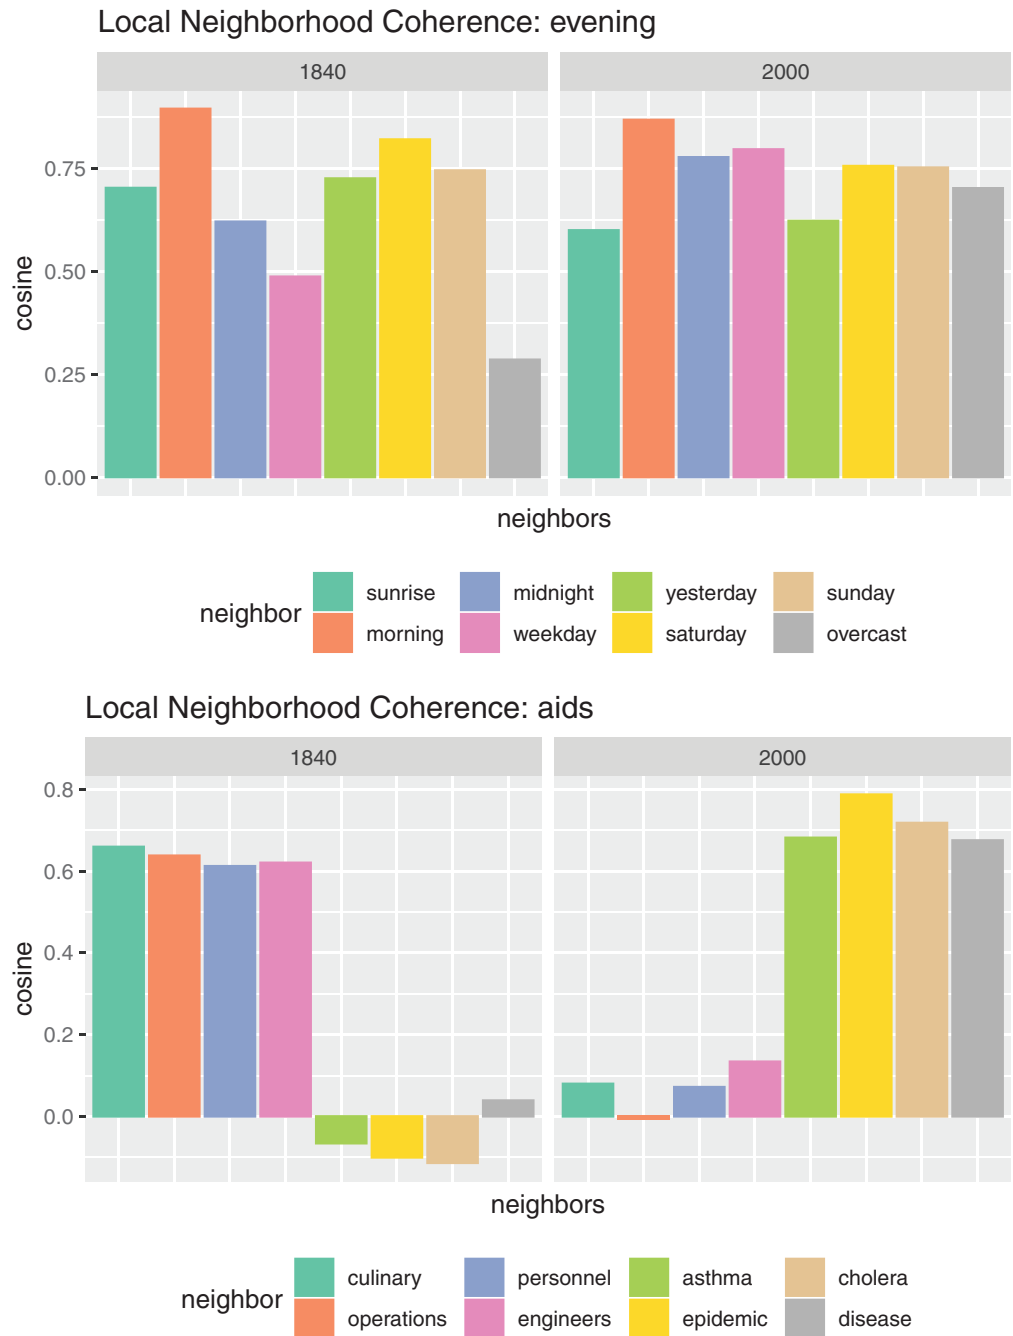 Local Neighborhood Coherence: evening
1840 2000
0.75
0.50
0.25
0.00
cosine
neighbors
neighbor
sunrise midnight yesterday sunday
morning weekday saturday overcast
Local Neighborhood Coherence: aids
1840 2000
0.8
0.6
0.4
0.2
0.0
cosine
neighbors
neighbor
culinary personnel asthma cholera
operations engineers epidemic disease